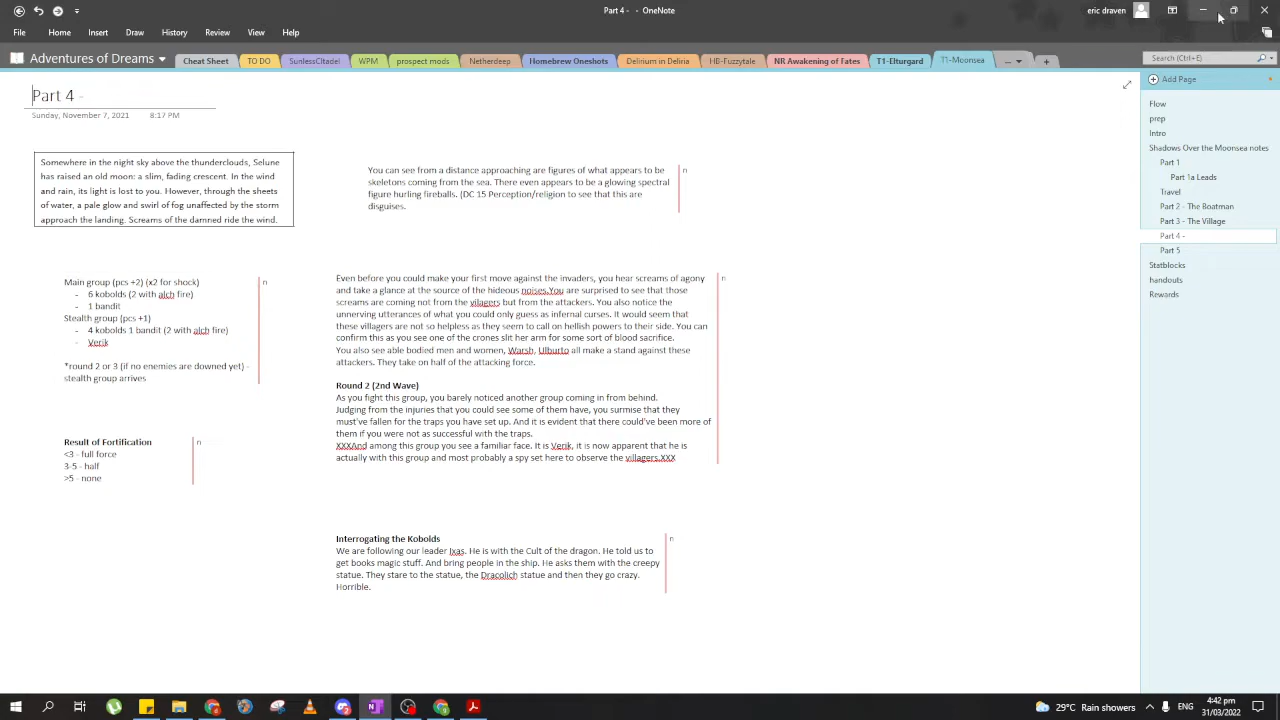 Part 4 -  - OneNote
eric draven
File Home Insert Draw History Review View Help
Adventures of Dreams Cheat Sheet TO DO SunlessCitadel WPM prospect mods Netherdeep Homebrew Oneshots Delirium in Deliria HB-Fuzzytale NR Awakening of Fates T1-Elturgard T1-Moonsea ... + Search (Ctrl+E)
Add Page
Flow
prep
Intro
Shadows Over the Moonsea notes
Part 1
Part 1a Leads
Travel
Part 2 - The Boatman
Part 3 - The Village
Part 4 -
Part 5
Statblocks
handouts
Rewards
Part 4 -
Sunday, November 7, 2021 8:17 PM
Somewhere in the night sky above the thunderclouds, Selune
has raised an old moon: a slim, fading crescent. In the wind
and rain, its light is lost to you. However, through the sheets
of water, a pale glow and swirl of fog unaffected by the storm
approach the landing. Screams of the damned ride the wind.
You can see from a distance approaching are figures of what appears to be
skeletons coming from the sea. There even appears to be a glowing spectral
figure hurling fireballs. (DC 15 Perception/religion to see that this are
disguises.
n
Main group (pcs +2) (x2 for shock)
- 6 kobolds (2 with alch fire)
- 1 bandit
Stealth group (pcs +1)
- 4 kobolds 1 bandit (2 with alch fire)
- Verik
*round 2 or 3 (if no enemies are downed yet) -
stealth group arrives
n
Result of Fortification
<3 - full force
3-5 - half
>5 - none
n
Even before you could make your first move against the invaders, you hear screams of agony
and take a glance at the source of the hideous noises.You are surprised to see that those
screams are coming not from the vilagers but from the attackers. You also notice the
unnerving utterances of what you could only guess as infernal curses. It would seem that
these villagers are not so helpless as they seem to call on hellish powers to their side. You can
confirm this as you see one of the crones slit her arm for some sort of blood sacrifice.
You also see able bodied men and women, Warsh, Ulburto all make a stand against these
attackers. They take on half of the attacking force.
Round 2 (2nd Wave)
As you fight this group, you barely noticed another group coming in from behind.
Judging from the injuries that you could see some of them have, you surmise that they
must've fallen for the traps you have set up. And it is evident that there could've been more of
them if you were not as successful with the traps.
XXXAnd among this group you see a familiar face. It is Verik, it is now apparent that he is
actually with this group and most probably a spy set here to observe the villagers.XXX
n
Interrogating the Kobolds
We are following our leader Ixas. He is with the Cult of the dragon. He told us to
get books magic stuff. And bring people in the ship. He asks them with the creepy
statue. They stare to the statue, the Dracolich statue and then they go crazy.
Horrible.
n
29°C Rain showers ENG 4:42 pm
31/03/2022